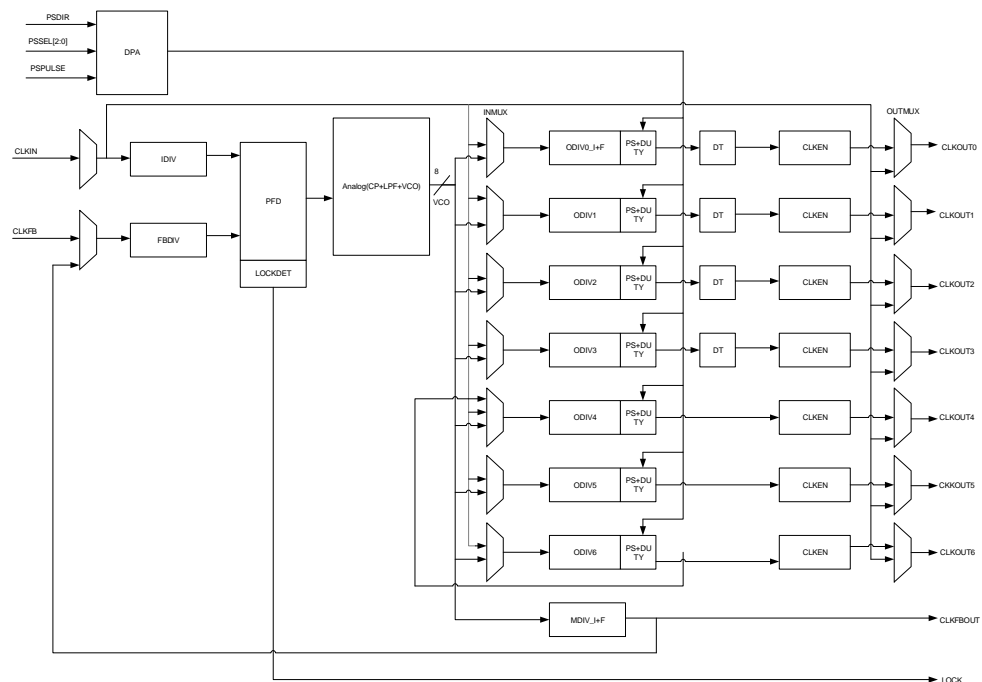 PSDIR
PSSEL[2:0]
PSPULSE
DPA
INMUX
OUTMUX
CLKIN
IDIV
PFD
Analog(CP+LPF+VCO)
8
VCO
ODIV0_I+F
PS+DU
TY
DT
CLKEN
CLKOUT0
CLKFB
FBDIV
LOCKDET
ODIV1
PS+DU
TY
DT
CLKEN
CLKOUT1
ODIV2
PS+DU
TY
DT
CLKEN
CLKOUT2
ODIV3
PS+DU
TY
DT
CLKEN
CLKOUT3
ODIV4
PS+DU
TY
CLKEN
CLKOUT4
ODIV5
PS+DU
TY
CLKEN
CKKOUT5
ODIV6
PS+DU
TY
CLKEN
CLKOUT6
MDIV_I+F
CLKFBOUT
LOCK